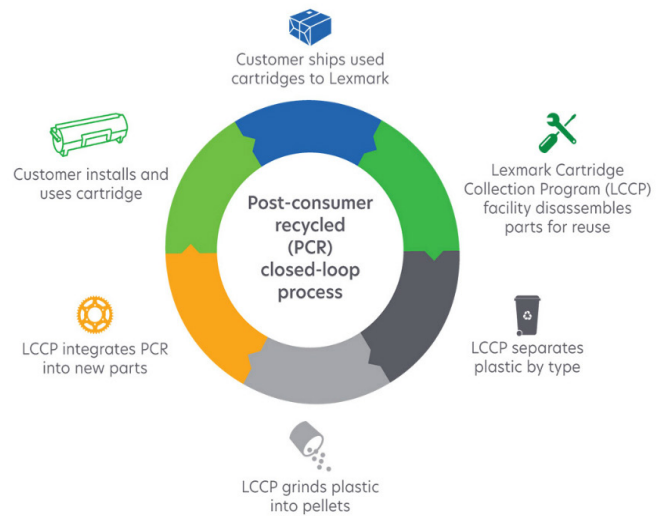 Customer ships used
cartridges to Lexmark
Lexmark Cartridge
Collection Program (LCCP)
facility disassembles
parts for reuse
LCCP separates
plastic by type
LCCP grinds plastic
into pellets
LCCP integrates PCR
into new parts
Customer installs and
uses cartridge
Post-consumer
recycled
(PCR)
closed-loop
process